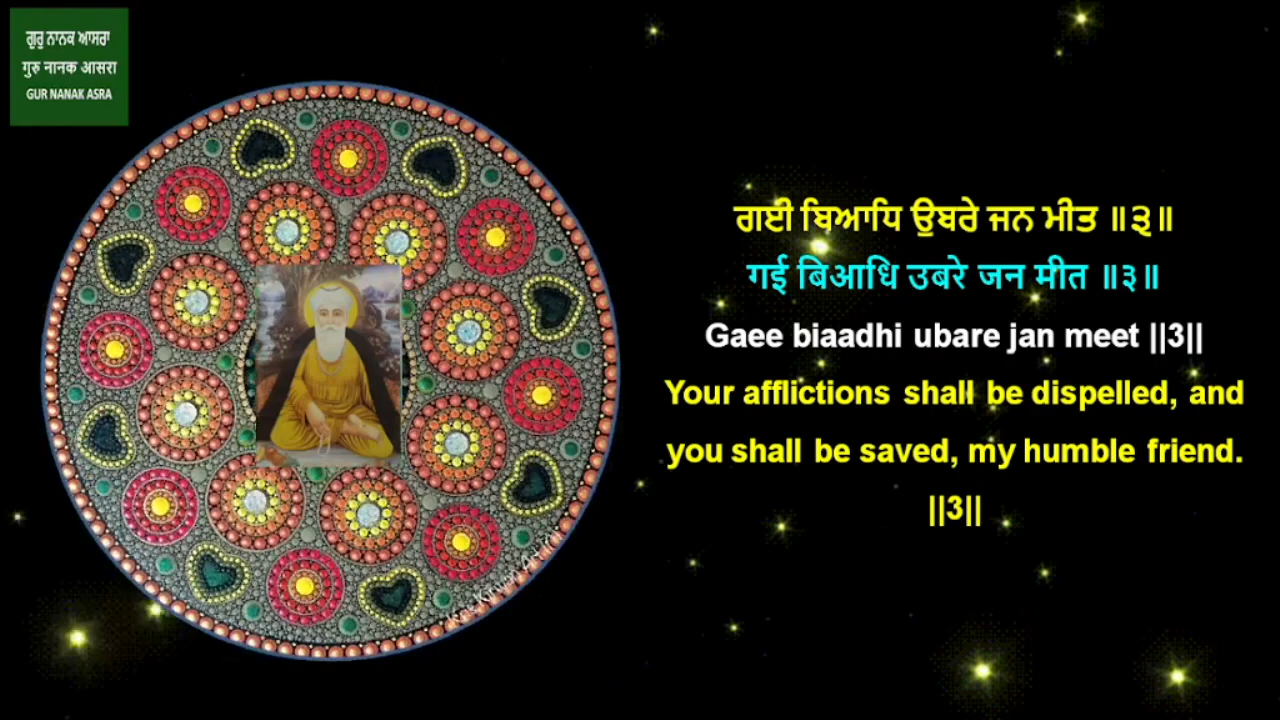 ਗੁਰੁ ਨਾਨਕ ਆਸਰਾ
गुरु नानक आसरा
GUR NANAK ASRA
ਗਈ ਬਿਆਧਿ ਉਬਰੇ ਜਨ ਮੀਤ ॥੩॥
गई बिआधि उबरे जन मीत ॥३॥
Gaee biaadhi ubare jan meet ||3||
Your afflictions shall be dispelled, and
you shall be saved, my humble friend.
||3||